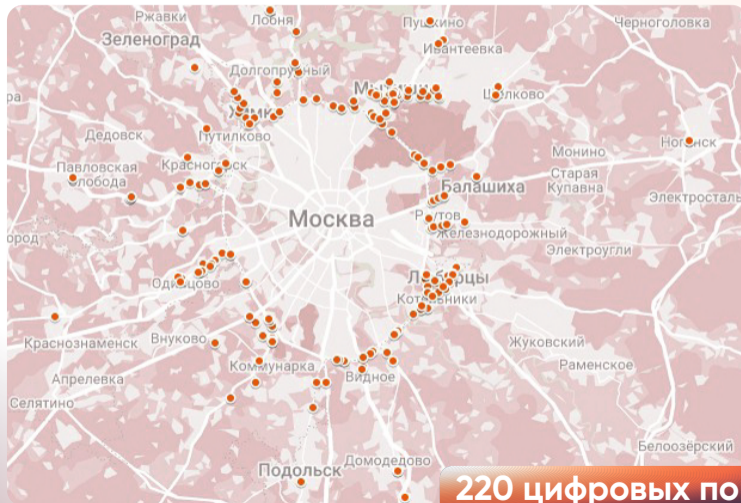 Ржавки
Лобня
Пушкино
Черноголовка
Зеленоград
Ивантеевка
Долгопрудный
Щёлково
Химки
Дедовск
Путилково
Ногинск
Монино
Красногорск
Павловская
Слобода
Балашиха
Старая
Купавна
Электросталь
Москва
Реутов
Железнодорожный
Электроугли
Одинцово
Люберцы
Котельники
Краснознаменск
Внуково
Жуковский
Коммунарка
Раменское
Апрелевка
Видное
Селятино
Белоозёрский
Подольск
Домодедово
220 цифровых по